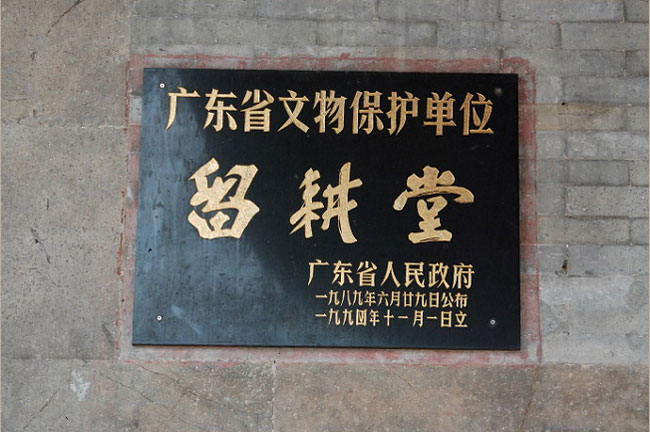 广东省文物保护单位
留耕堂
广东省人民政府
一九八九年六月廿九日公布
一九九四年十一月一日立